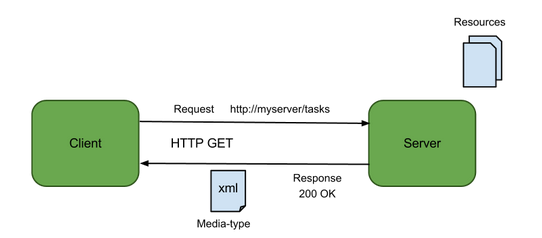 Resources
Request http://myserver/tasks
Client
HTTP GET
Server
xml
Response
200 OK
Media-type